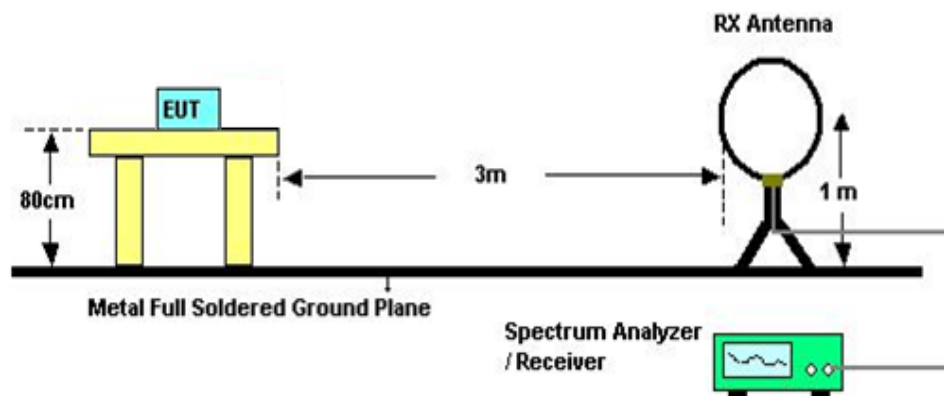 RX Antenna
EUT
80cm
3m
1 m
Metal Full Soldered Ground Plane
Spectrum Analyzer
/ Receiver